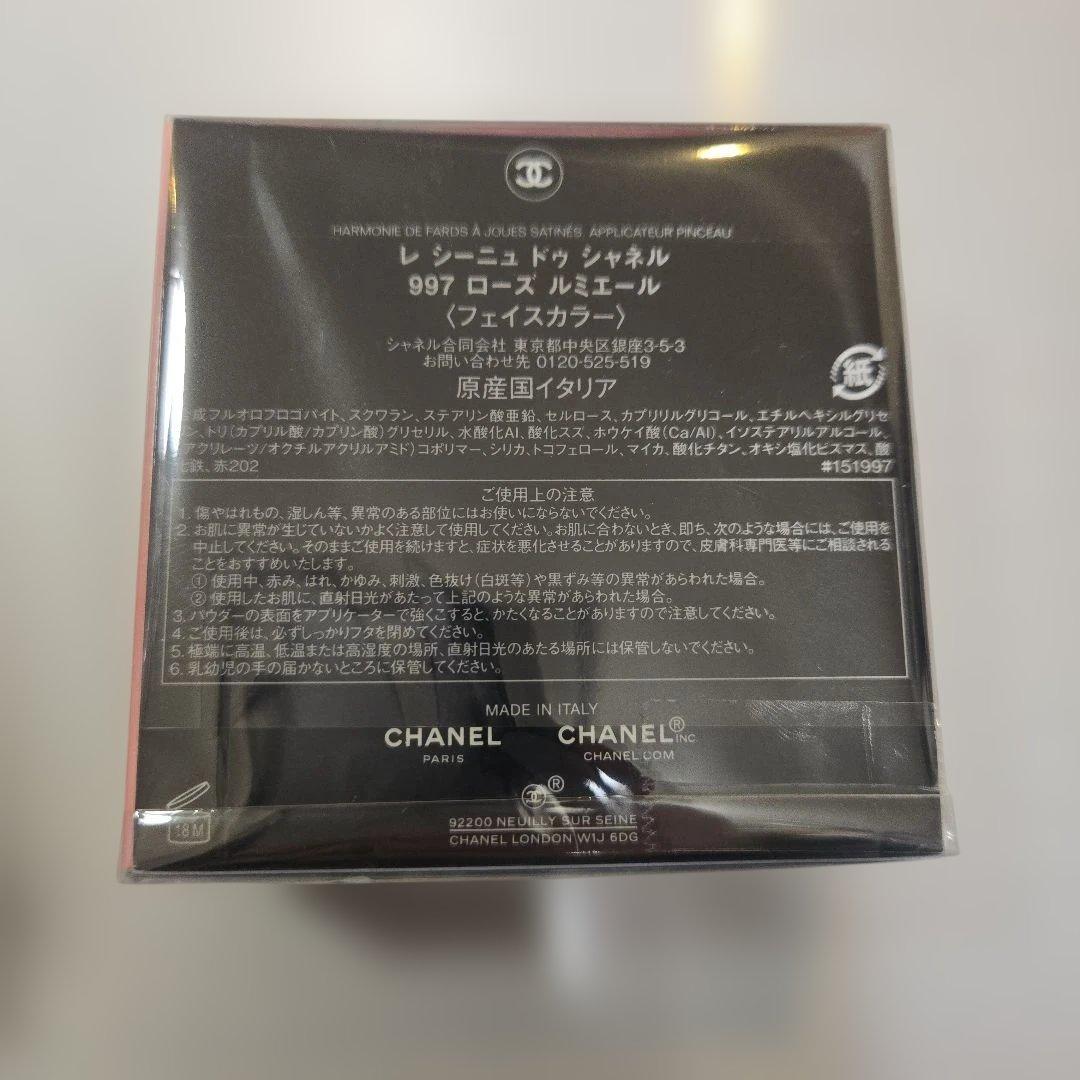 HARMONIE DE FARDS À JOUES SATINÉS. APPLICATEUR PINCEAU
レ シーニュ ドゥ シャネル
997 ローズ ルミエール
〈フェイスカラー〉
シャネル合同会社 東京都中央区銀座3-5-3
お問い合わせ先 0120-525-519
原産国イタリア
紙
成フルオロフロゴパイト、スクワラン、ステアリン酸亜鉛、セルロース、カプリリルグリコール、エチルヘキシルグリセ
ン、トリ(カプリル酸/カプリン酸)グリセリル、水酸化Al、酸化スズ、ホウケイ酸(Ca/Al)、イソステアリルアルコール、
アクリレーツ/オクチルアクリルアミド)コポリマー、シリカ、トコフェロール、マイカ、酸化チタン、オキシ塩化ビスマス、酸
鉄、赤202
#151997
ご使用上の注意
1. 傷やはれもの、湿しん等、異常のある部位にはお使いにならないでください。
2. お肌に異常が生じていないかよく注意して使用してください。お肌に合わないとき、即ち、次のような場合には、ご使用を
中止してください。そのままご使用を続けますと、症状を悪化させることがありますので、皮膚科専門医等にご相談される
ことをおすすめいたします。
① 使用中、赤み、はれ、かゆみ、刺激、色抜け(白斑等)や黒ずみ等の異常があらわれた場合。
② 使用したお肌に、直射日光があたって上記のような異常があらわれた場合。
3. パウダーの表面をアプリケーターで強くこすると、かたくなることがありますので注意してください。
4. ご使用後は、必ずしっかりフタを閉めてください。
5. 極端に高温、低温または高湿度の場所、直射日光のあたる場所には保管しないでください。
6. 乳幼児の手の届かないところに保管してください。
MADE IN ITALY
CHANEL
PARIS
CHANEL® INC.
CHANEL.COM
®
18 M
92200 NEUILLY SUR SEINE
CHANEL LONDON W1J 6DG